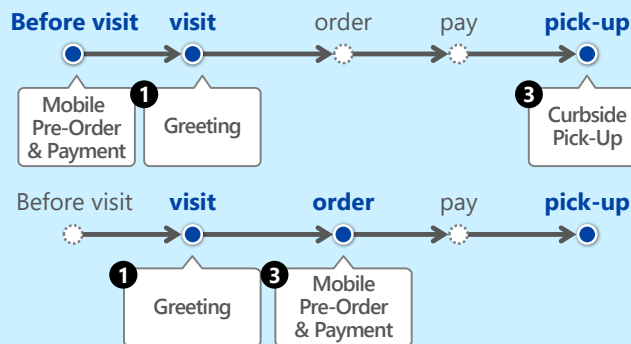 Before visit visit order pay pick-up
1 3
Mobile
Pre-Order
& Payment
Greeting
Curbside
Pick-Up
Before visit visit order pay pick-up
1 3
Greeting
Mobile
Pre-Order
& Payment